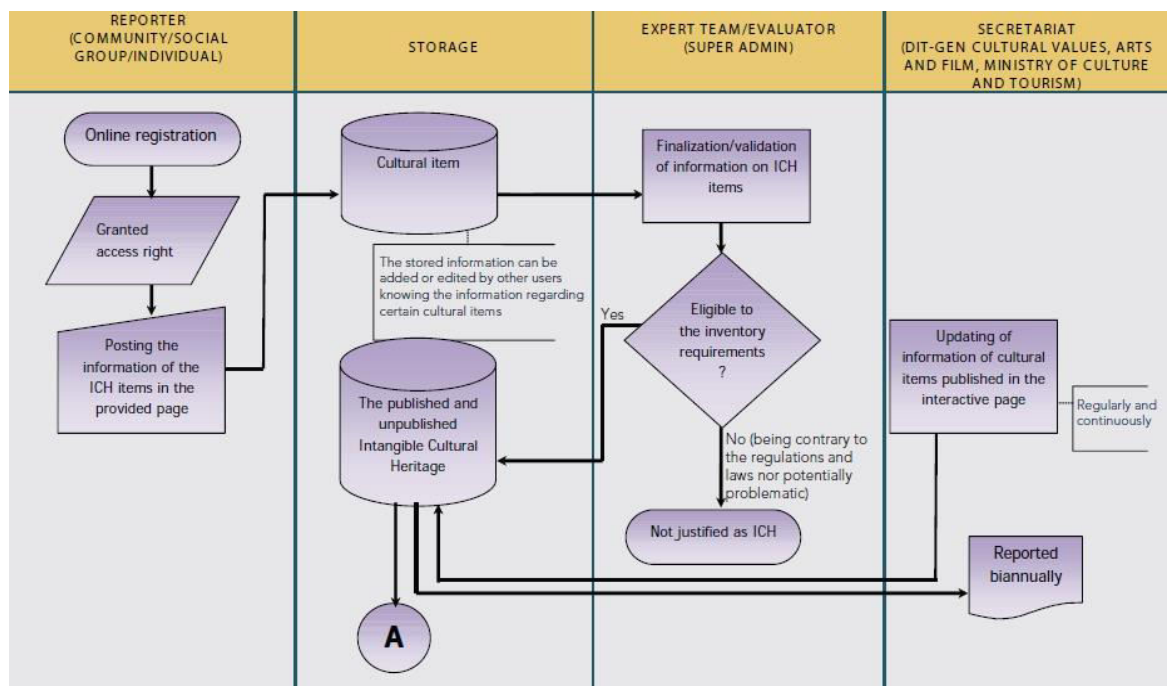 REPORTER
(COMMUNITY/SOCIAL
GROUP/INDIVIDUAL)
STORAGE
EXPERT TEAM/EVALUATOR
(SUPER ADMIN)
SECRETARIAT
(DIT-GEN CULTURAL VALUES, ARTS
AND FILM, MINISTRY OF CULTURE
AND TOURISM)
Online registration
Granted
access right
Posting the
information of the
ICH items in the
provided page
Cultural item
The stored information can be
added or edited by other users
knowing the information regarding
certain cultural items
The published and
unpublished
Intangible Cultural
Heritage
A
Finalization/validation
of information on ICH
items
Eligible to
the inventory
requirements
?
Yes
No (being contrary to
the regulations and
laws nor potentially
problematic)
Not justified as ICH
Updating of
information of cultural
items published in the
interactive page
Regularly and
continuously
Reported
biannually